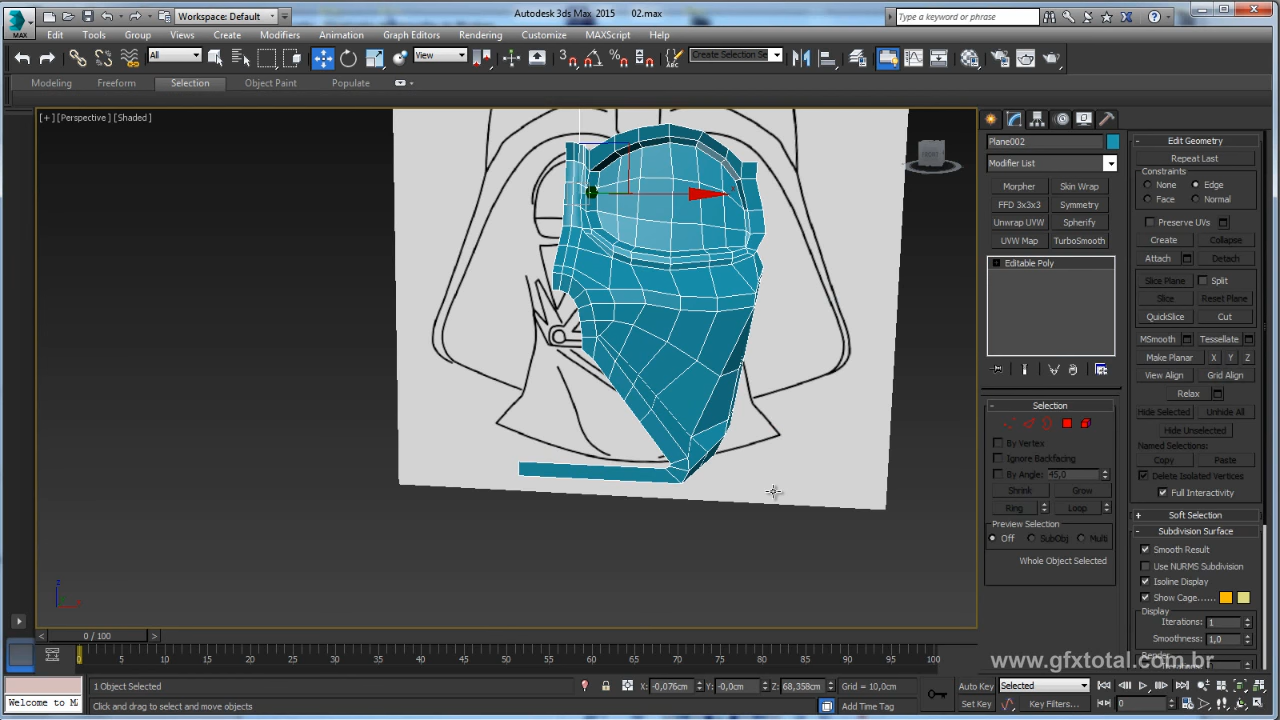 Workspace: Default
Autodesk 3ds Max 2015 02.max
Type a keyword or phrase
MAX
Edit Tools Group Views Create Modifiers Animation Graph Editors Rendering Customize MAXScript Help
All View 3 Create Selection Se
Modeling Freeform Selection Object Paint Populate
[+] [Perspective] [Shaded]
FRONT
Plane002
Modifier List
Morpher Skin Wrap
FFD 3x3x3 Symmetry
Unwrap UVW Spherify
UVW Map TurboSmooth
Editable Poly
- Selection
By Vertex
Ignore Backfacing
By Angle: 45,0
Shrink Grow
Ring Loop
Preview Selection
Off SubObj Multi
Whole Object Selected
- Edit Geometry
Repeat Last
Constraints
None Edge
Face Normal
Preserve UVs
Create Collapse
Attach Detach
Slice Plane Split
Slice Reset Plane
QuickSlice Cut
MSmooth Tessellate
Make Planar X Y Z
View Align Grid Align
Relax
Hide Selected Unhide All
Hide Unselected
Named Selections:
Copy Paste
Delete Isolated Vertices
Full Interactivity
+ Soft Selection
- Subdivision Surface
Smooth Result
Use NURMS Subdivision
Isoline Display
Show Cage......
Display
Iterations: 1
Smoothness: 1,0
Render
z
x
< 0 / 100 >
0 5 10 15 20 25 30 35 40 45 50 55 60 65 70 75 80 85 90 95 100
www.gfxtotal.com.br
1 Object Selected X: -0,076cm Y: -0,0cm Z: 68,358cm Grid = 10,0cm Auto Key Selected
Welcome to M Click and drag to select and move objects Add Time Tag Set Key Key Filters... 0